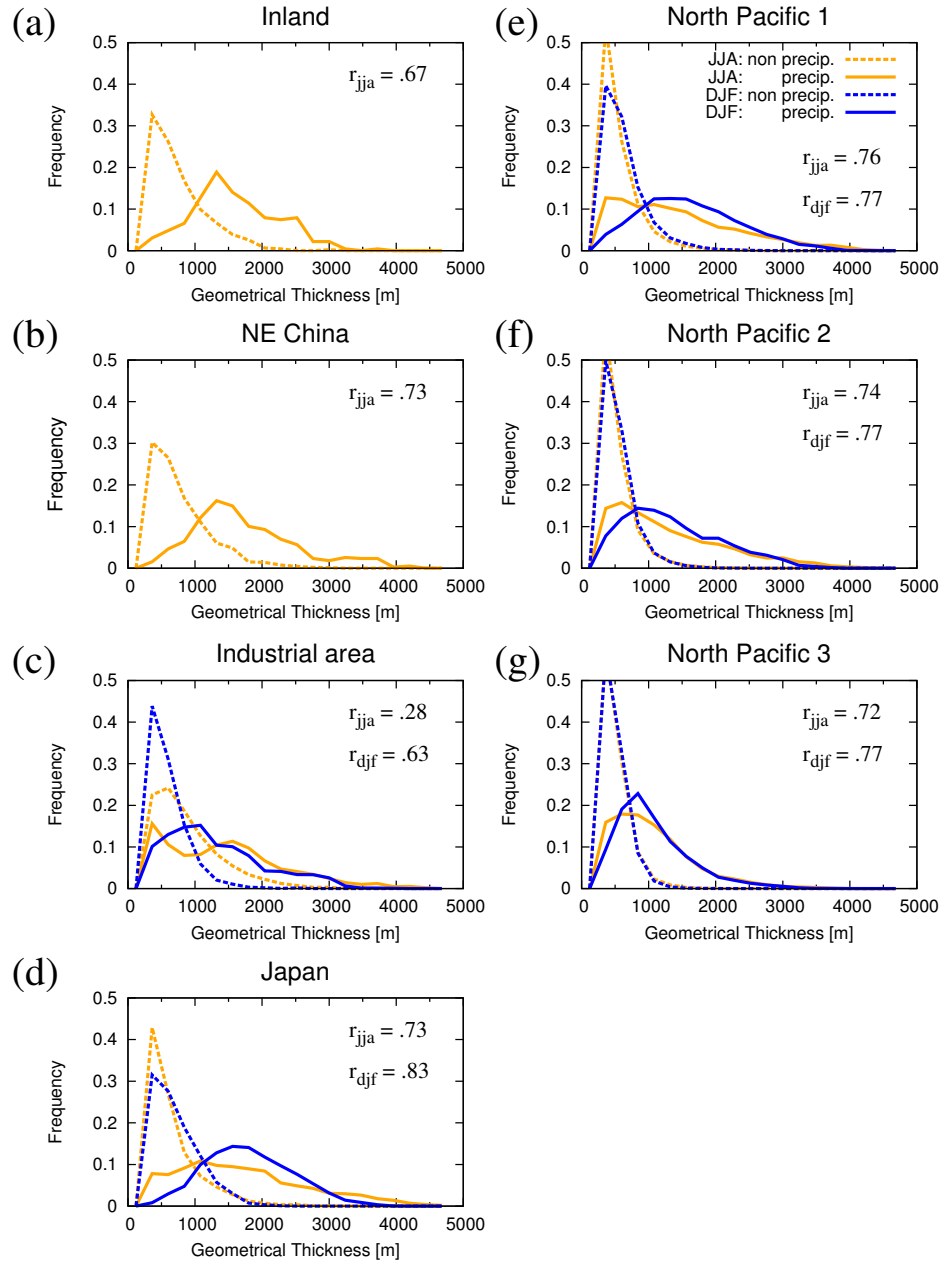 (a)
Inland
r_jja = .67
Frequency
0.5
0.4
0.3
0.2
0.1
0
0 1000 2000 3000 4000 5000
Geometrical Thickness [m]
(b)
NE China
r_jja = .73
Frequency
0.5
0.4
0.3
0.2
0.1
0
0 1000 2000 3000 4000 5000
Geometrical Thickness [m]
(c)
Industrial area
r_jja = .28
r_djf = .63
Frequency
0.5
0.4
0.3
0.2
0.1
0
0 1000 2000 3000 4000 5000
Geometrical Thickness [m]
(d)
Japan
r_jja = .73
r_djf = .83
Frequency
0.5
0.4
0.3
0.2
0.1
0
0 1000 2000 3000 4000 5000
Geometrical Thickness [m]
(e)
North Pacific 1
JJA: non precip.
JJA: precip.
DJF: non precip.
DJF: precip.
r_jja = .76
r_djf = .77
Frequency
0.5
0.4
0.3
0.2
0.1
0
0 1000 2000 3000 4000 5000
Geometrical Thickness [m]
(f)
North Pacific 2
r_jja = .74
r_djf = .77
Frequency
0.5
0.4
0.3
0.2
0.1
0
0 1000 2000 3000 4000 5000
Geometrical Thickness [m]
(g)
North Pacific 3
r_jja = .72
r_djf = .77
Frequency
0.5
0.4
0.3
0.2
0.1
0
0 1000 2000 3000 4000 5000
Geometrical Thickness [m]